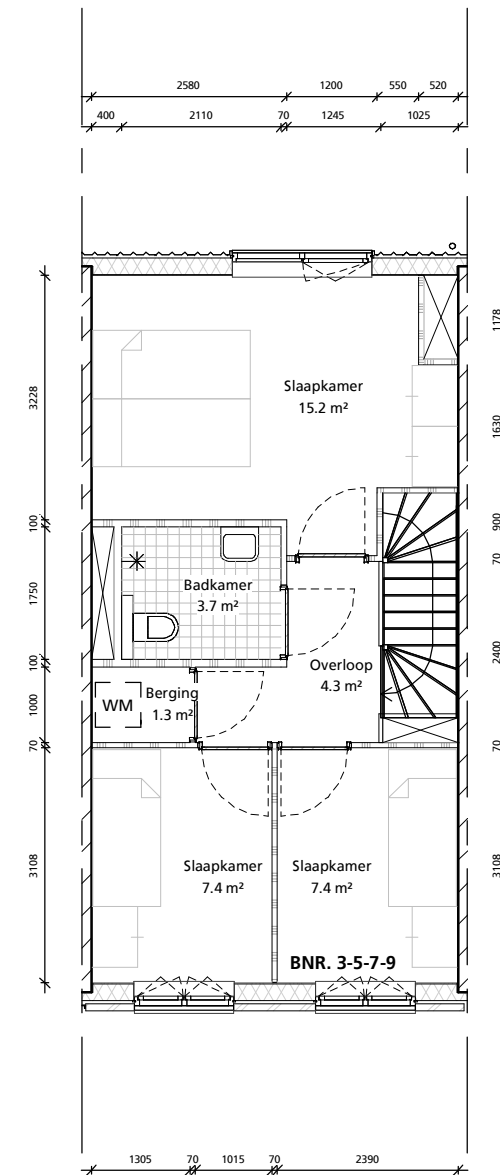 2580 1200 550 520
400 2110 70 1245 1025
3228
100
1750
100
1000
70
3108
1178
1630
900
70
2400
70
3108
Slaapkamer
15.2 m²
Badkamer
3.7 m²
Overloop
4.3 m²
WM
Berging
1.3 m²
Slaapkamer
7.4 m²
Slaapkamer
7.4 m²
BNR. 3-5-7-9
1305 70 1015 70 2390